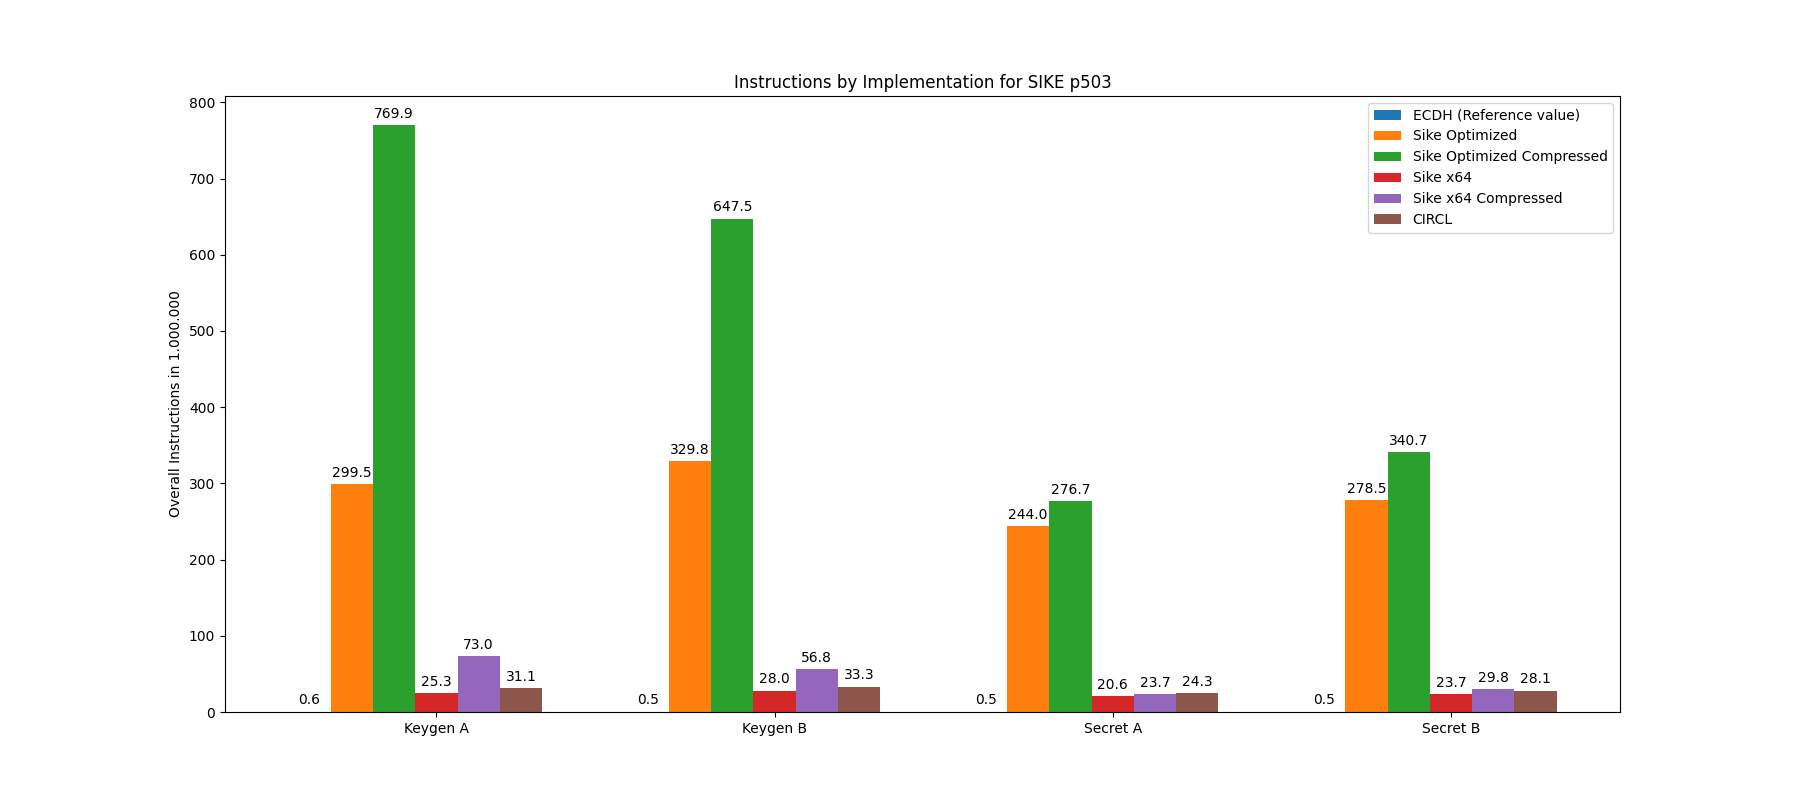 Instructions by Implementation for SIKE p503
Overall Instructions in 1.000.000
800
700
600
500
400
300
200
100
0
ECDH (Reference value)
Sike Optimized
Sike Optimized Compressed
Sike x64
Sike x64 Compressed
CIRCL
0.6
299.5
769.9
25.3
73.0
31.1
0.5
329.8
647.5
28.0
56.8
33.3
0.5
244.0
276.7
20.6
23.7
24.3
0.5
278.5
340.7
23.7
29.8
28.1
Keygen A
Keygen B
Secret A
Secret B